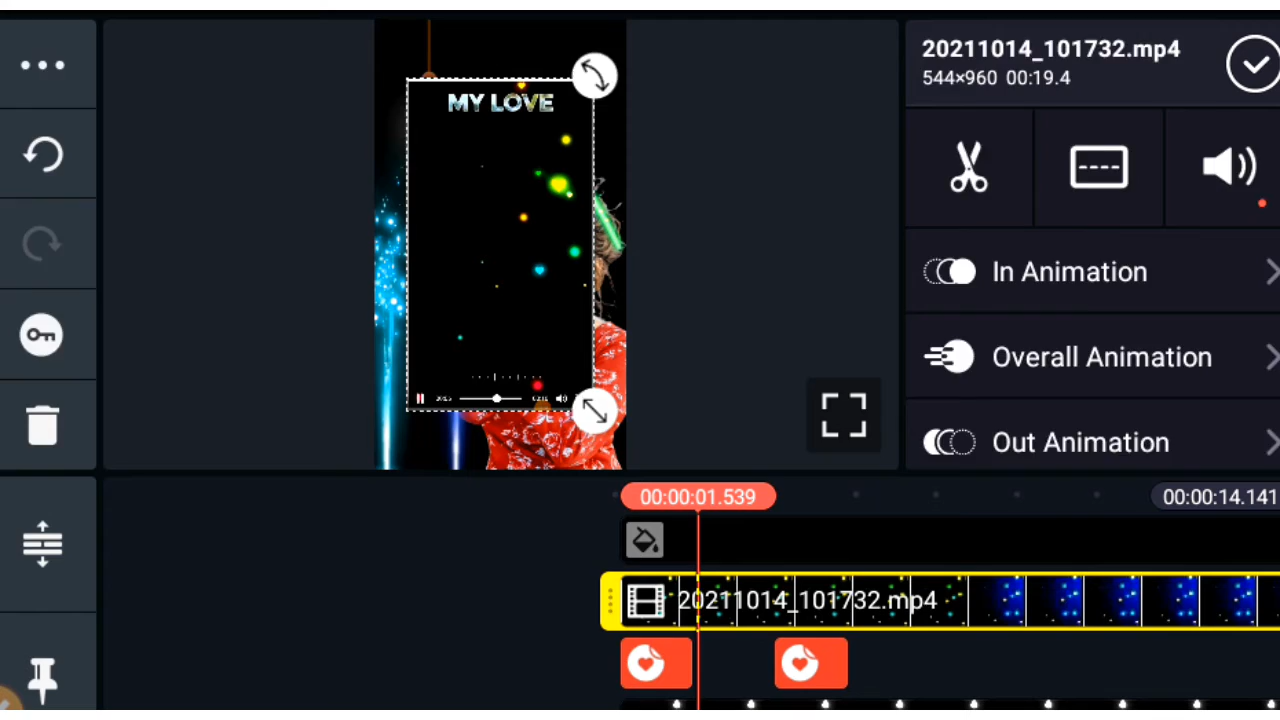 20211014_101732.mp4
544×960 00:19.4
MY LOVE
In Animation
Overall Animation
Out Animation
00:00:01.539
00:00:14.141
20211014_101732.mp4